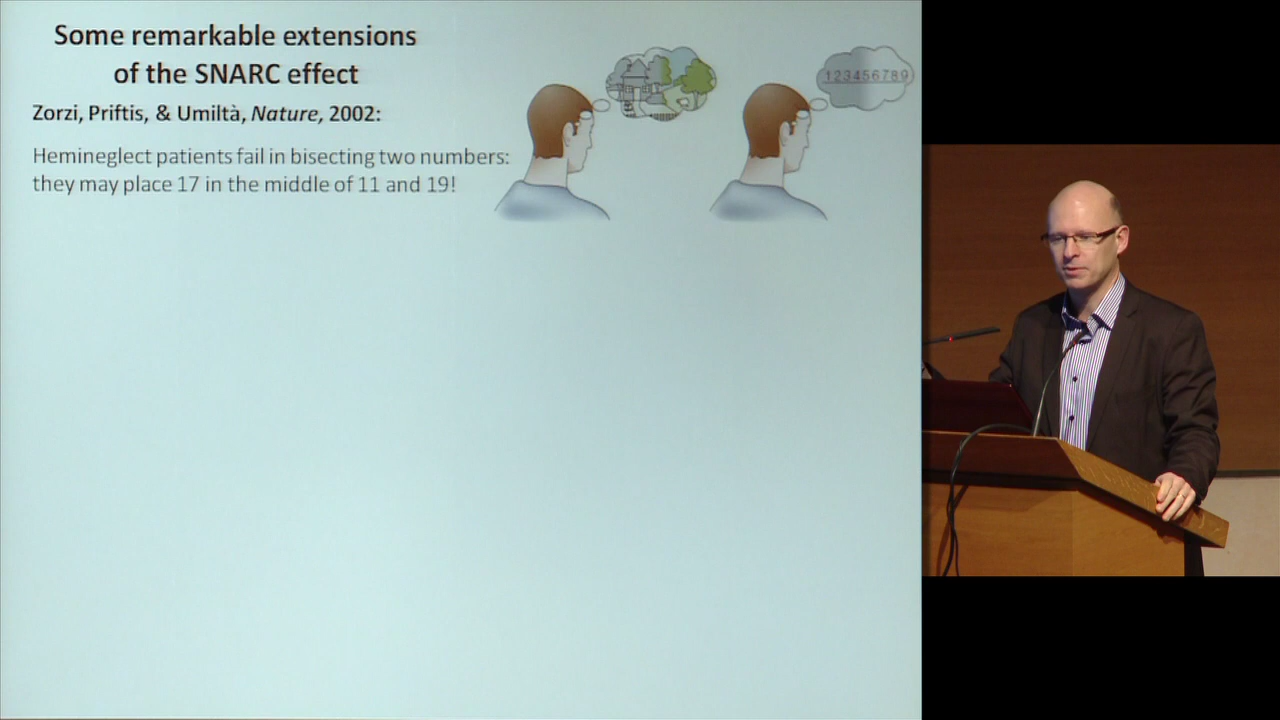 Some remarkable extensions
of the SNARC effect
Zorzi, Priftis, & Umiltà, Nature, 2002:
Hemineglect patients fail in bisecting two numbers:
they may place 17 in the middle of 11 and 19!
123456789